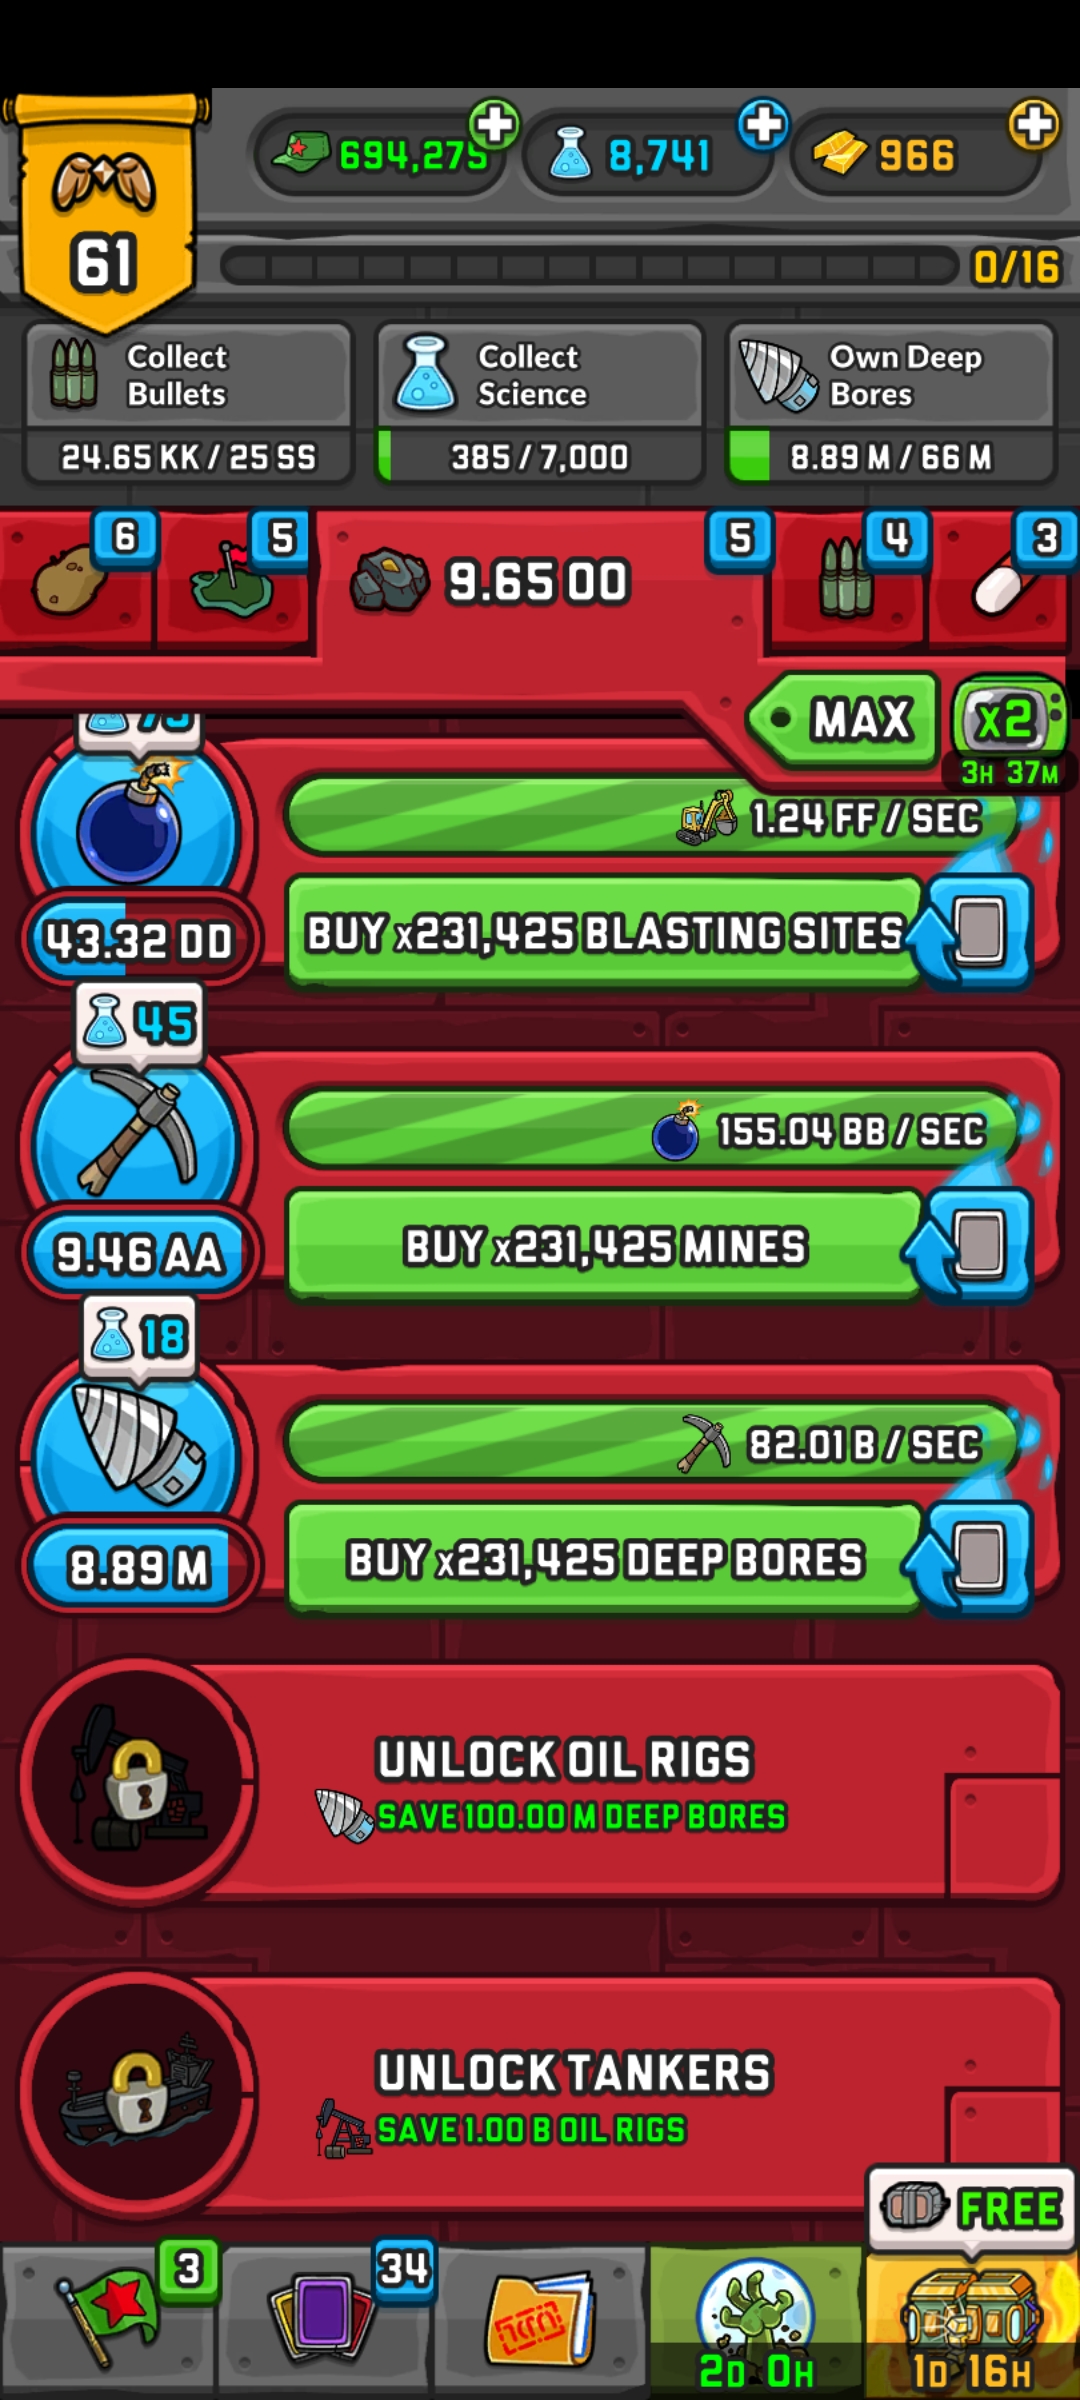 694,275
8,741
966
61
0/16
Collect
Bullets
24.65 KK / 25 SS
Collect
Science
385 / 7,000
Own Deep
Bores
8.89 M / 66 M
6
5
9.65 OO
5
4
3
MAX
x2
3H 37M
1.24 FF / SEC
43.32 DD
BUY x231,425 BLASTING SITES
45
155.04 BB / SEC
9.46 AA
BUY x231,425 MINES
18
82.01 B / SEC
8.89 M
BUY x231,425 DEEP BORES
UNLOCK OIL RIGS
SAVE 100.00 M DEEP BORES
UNLOCK TANKERS
SAVE 1.00 B OIL RIGS
FREE
3
34
2D 0H
1D 16H